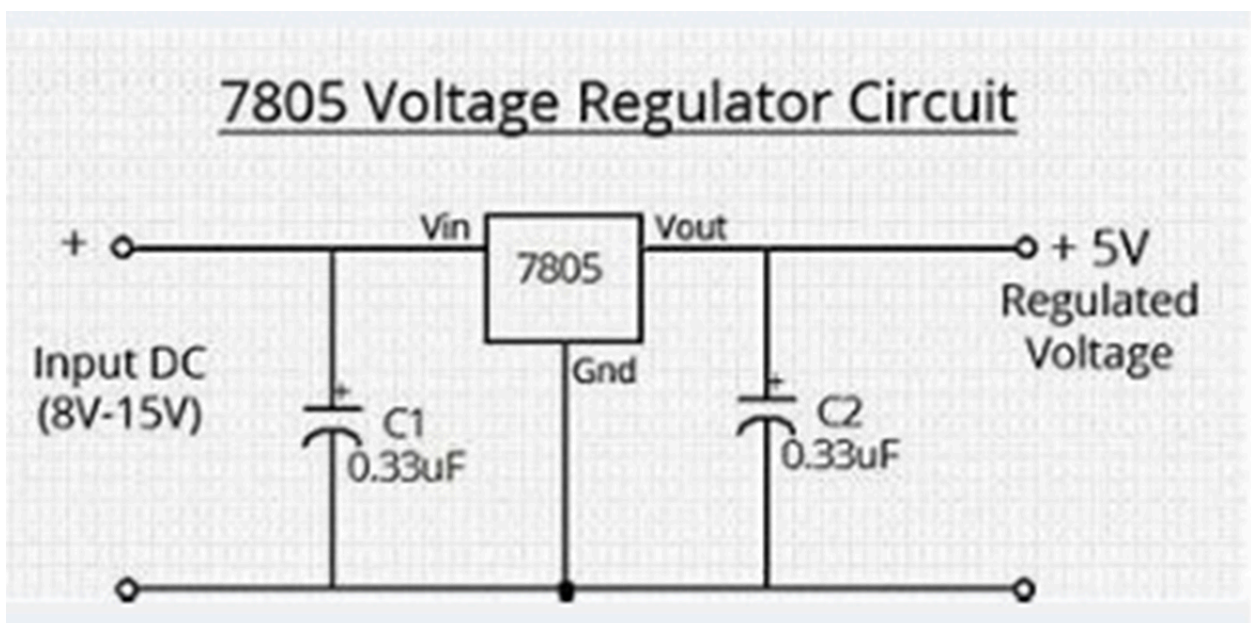 7805 Voltage Regulator Circuit
Vin
Vout
+
7805
+ 5V
Regulated
Voltage
Input DC
(8V-15V)
Gnd
+
C1
0.33uF
+
C2
0.33uF